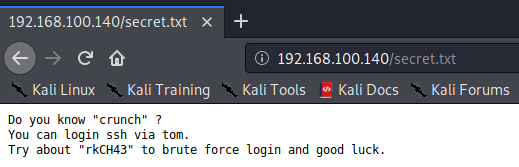 192.168.100.140/secret.txt
192.168.100.140/secret.txt
Kali Linux Kali Training Kali Tools Kali Docs Kali Forums
Do you know "crunch" ?
You can login ssh via tom.
Try about "rkCH43" to brute force login and good luck.